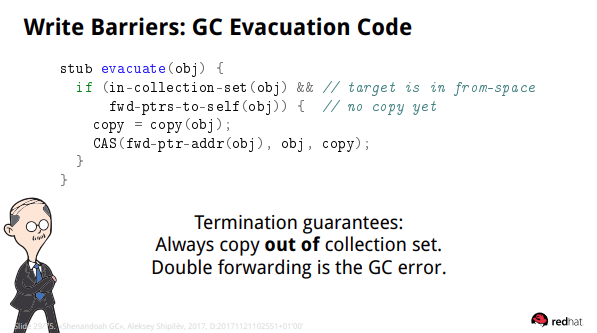 Write Barriers: GC Evacuation Code
stub evacuate(obj) {
if (in-collection-set(obj) && // target is in from-space
fwd-ptrs-to-self(obj)) { // no copy yet
copy = copy(obj);
CAS(fwd-ptr-addr(obj), obj, copy);
}
}
Termination guarantees:
Always copy out of collection set.
Double forwarding is the GC error.
Slide 29/75. «Shenandoah GC», Aleksey Shipilëv, 2017, D:20171121102551+01'00'
redhat